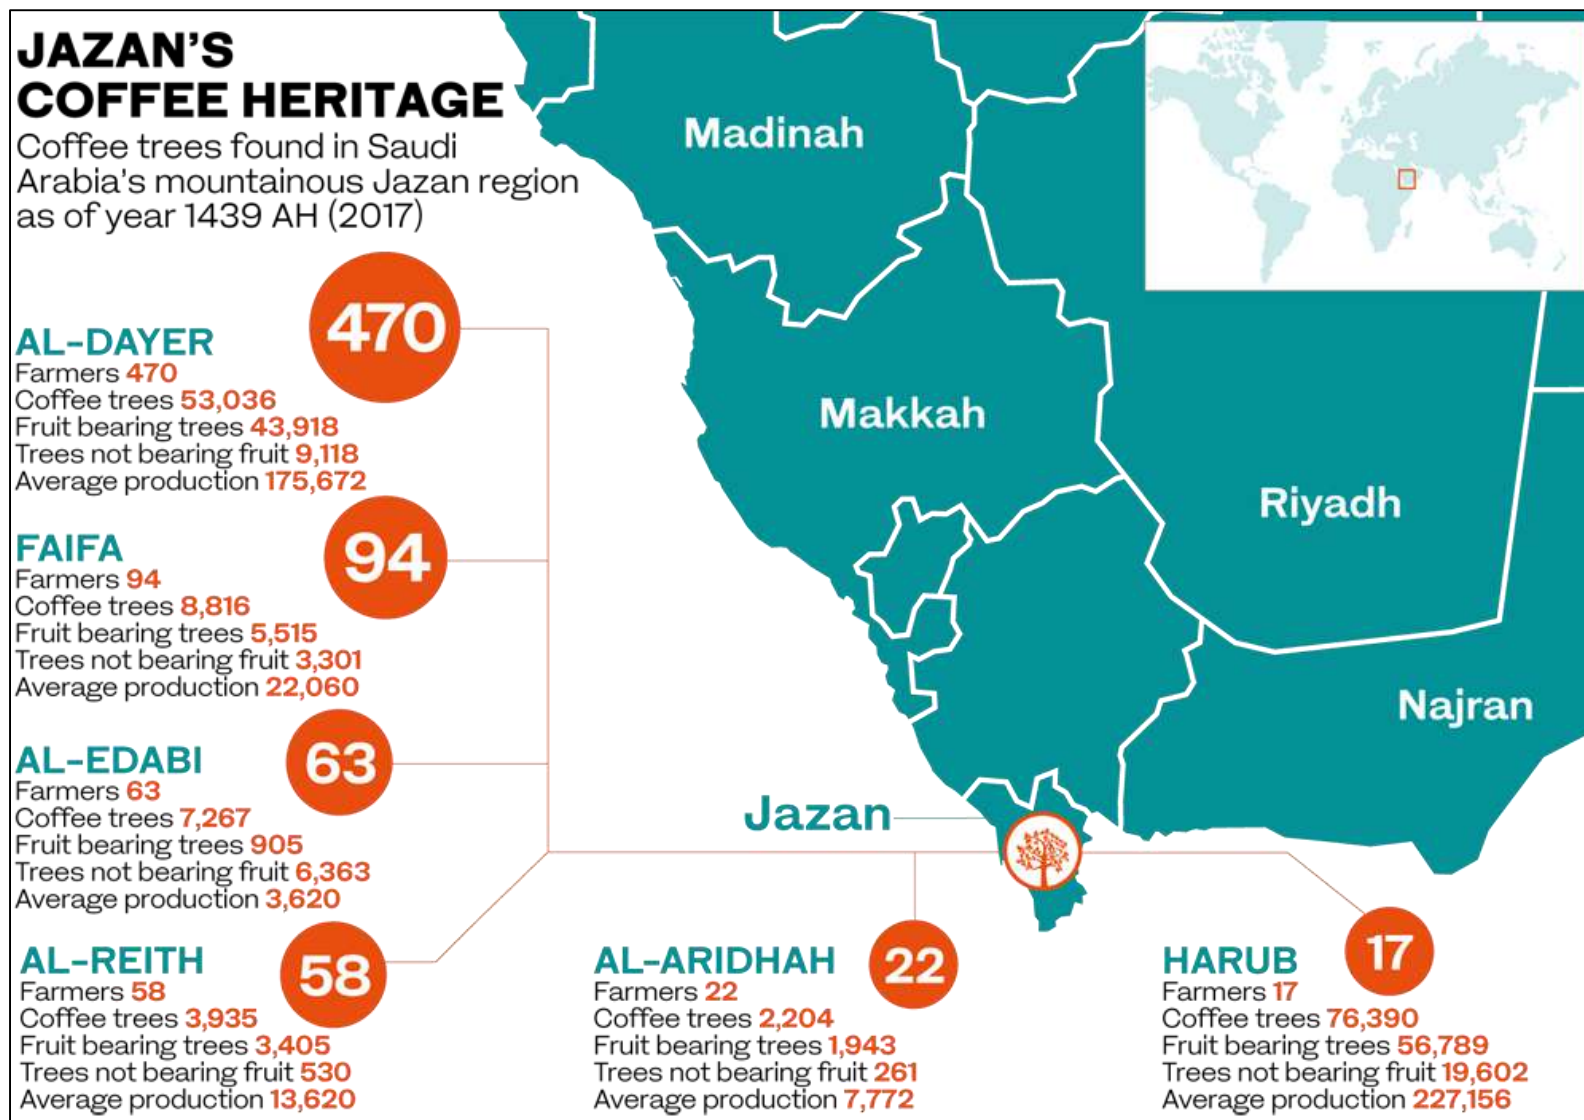 JAZAN'S
COFFEE HERITAGE
Coffee trees found in Saudi
Arabia's mountainous Jazan region
as of year 1439 AH (2017)
470
AL-DAYER
Farmers 470
Coffee trees 53,036
Fruit bearing trees 43,918
Trees not bearing fruit 9,118
Average production 175,672
94
FAIFA
Farmers 94
Coffee trees 8,816
Fruit bearing trees 5,515
Trees not bearing fruit 3,301
Average production 22,060
63
AL-EDABI
Farmers 63
Coffee trees 7,267
Fruit bearing trees 905
Trees not bearing fruit 6,363
Average production 3,620
58
AL-REITH
Farmers 58
Coffee trees 3,935
Fruit bearing trees 3,405
Trees not bearing fruit 530
Average production 13,620
22
AL-ARIDHAH
Farmers 22
Coffee trees 2,204
Fruit bearing trees 1,943
Trees not bearing fruit 261
Average production 7,772
17
HARUB
Farmers 17
Coffee trees 76,390
Fruit bearing trees 56,789
Trees not bearing fruit 19,602
Average production 227,156
Madinah
Makkah
Riyadh
Najran
Jazan